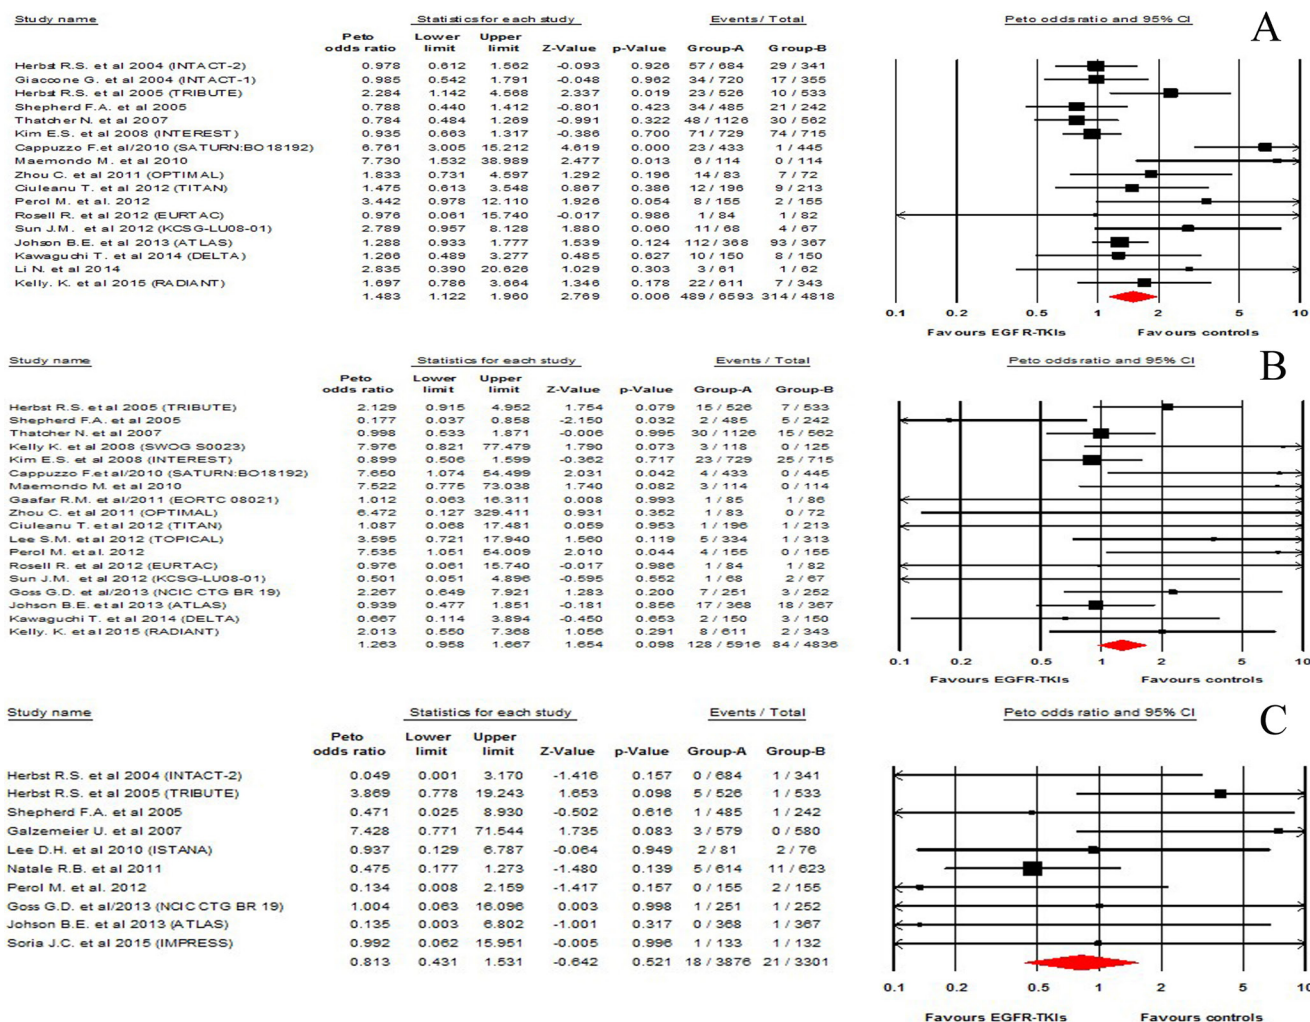 Study name Statistics for each study Events / Total Peto odds ratio and 95% CI A
Peto Lower Upper
odds ratio limit limit Z-Value p-Value Group-A Group-B
Herbst R.S. et al 2004 (INTACT-2) 0.978 0.612 1.562 -0.093 0.926 57 / 684 29 / 341
Giaccone G. et al 2004 (INTACT-1) 0.985 0.542 1.791 -0.048 0.962 34 / 720 17 / 355
Herbst R.S. et al 2005 (TRIBUTE) 2.284 1.142 4.568 2.337 0.019 23 / 526 10 / 533
Shepherd F.A. et al 2005 0.788 0.440 1.412 -0.801 0.423 34 / 485 21 / 242
Thatcher N. et al 2007 0.784 0.484 1.269 -0.991 0.322 48 / 1126 30 / 562
Kim E.S. et al 2008 (INTEREST) 0.935 0.663 1.317 -0.386 0.700 71 / 729 74 / 715
Cappuzzo F.et al/2010 (SATURN:BO18192) 6.761 3.005 15.212 4.619 0.000 23 / 433 1 / 445
Maemondo M. et al 2010 7.730 1.532 38.989 2.477 0.013 6 / 114 0 / 114
Zhou C. et al 2011 (OPTIMAL) 1.833 0.731 4.597 1.292 0.196 14 / 83 7 / 72
Ciuleanu T. et al 2012 (TITAN) 1.475 0.613 3.548 0.867 0.386 12 / 196 9 / 213
Perol M. et al. 2012 3.442 0.978 12.110 1.926 0.054 8 / 155 2 / 155
Rosell R. et al 2012 (EURTAC) 0.976 0.061 15.740 -0.017 0.986 1 / 84 1 / 82
Sun J.M. et al 2012 (KCSG-LU08-01) 2.789 0.957 8.128 1.880 0.060 11 / 68 4 / 67
Johson B.E. et al 2013 (ATLAS) 1.288 0.933 1.777 1.539 0.124 112 / 368 93 / 367
Kawaguchi T. et al 2014 (DELTA) 1.266 0.489 3.277 0.485 0.627 10 / 150 8 / 150
Li N. et al 2014 2.835 0.390 20.626 1.029 0.303 3 / 61 1 / 62
Kelly. K. et al 2015 (RADIANT) 1.697 0.786 3.664 1.346 0.178 22 / 611 7 / 343
1.483 1.122 1.960 2.769 0.006 489 / 6593 314 / 4818
0.1 0.2 0.5 1 2 5 10
Favours EGFR-TKIs Favours controls
Study name Statistics for each study Events / Total Peto odds ratio and 95% CI B
Peto Lower Upper
odds ratio limit limit Z-Value p-Value Group-A Group-B
Herbst R.S. et al 2005 (TRIBUTE) 2.129 0.915 4.952 1.754 0.079 15 / 526 7 / 533
Shepherd F.A. et al 2005 0.177 0.037 0.858 -2.150 0.032 2 / 485 5 / 242
Thatcher N. et al 2007 0.998 0.533 1.871 -0.006 0.995 30 / 1126 15 / 562
Kelly K. et al 2008 (SWOG S0023) 7.976 0.821 77.479 1.790 0.073 3 / 118 0 / 125
Kim E.S. et al 2008 (INTEREST) 0.899 0.506 1.599 -0.362 0.717 23 / 729 25 / 715
Cappuzzo F.et al/2010 (SATURN:BO18192) 7.650 1.074 54.499 2.031 0.042 4 / 433 0 / 445
Maemondo M. et al 2010 7.522 0.775 73.038 1.740 0.082 3 / 114 0 / 114
Gaafar R.M. et al/2011 (EORTC 08021) 1.012 0.063 16.311 0.008 0.993 1 / 85 1 / 86
Zhou C. et al 2011 (OPTIMAL) 6.472 0.127 329.411 0.931 0.352 1 / 83 0 / 72
Ciuleanu T. et al 2012 (TITAN) 1.087 0.068 17.481 0.059 0.953 1 / 196 1 / 213
Lee S.M. et al 2012 (TOPICAL) 3.595 0.721 17.940 1.560 0.119 5 / 334 1 / 313
Perol M. et al. 2012 7.535 1.051 54.009 2.010 0.044 4 / 155 0 / 155
Rosell R. et al 2012 (EURTAC) 0.976 0.061 15.740 -0.017 0.986 1 / 84 1 / 82
Sun J.M. et al 2012 (KCSG-LU08-01) 0.501 0.051 4.896 -0.595 0.552 1 / 68 2 / 67
Goss G.D. et al/2013 (NCIC CTG BR 19) 2.267 0.649 7.921 1.283 0.200 7 / 251 3 / 252
Johson B.E. et al 2013 (ATLAS) 0.939 0.477 1.851 -0.181 0.856 17 / 368 18 / 367
Kawaguchi T. et al 2014 (DELTA) 0.667 0.114 3.894 -0.450 0.653 2 / 150 3 / 150
Kelly. K. et al 2015 (RADIANT) 2.013 0.550 7.368 1.056 0.291 8 / 611 2 / 343
1.263 0.958 1.667 1.654 0.098 128 / 5916 84 / 4836
0.1 0.2 0.5 1 2 5 10
Favours EGFR-TKIs Favours controls
Study name Statistics for each study Events / Total Peto odds ratio and 95% CI C
Peto Lower Upper
odds ratio limit limit Z-Value p-Value Group-A Group-B
Herbst R.S. et al 2004 (INTACT-2) 0.049 0.001 3.170 -1.416 0.157 0 / 684 1 / 341
Herbst R.S. et al 2005 (TRIBUTE) 3.869 0.778 19.243 1.653 0.098 5 / 526 1 / 533
Shepherd F.A. et al 2005 0.471 0.025 8.930 -0.502 0.616 1 / 485 1 / 242
Galzemeier U. et al 2007 7.428 0.771 71.544 1.735 0.083 3 / 579 0 / 580
Lee D.H. et al 2010 (ISTANA) 0.937 0.129 6.787 -0.064 0.949 2 / 81 2 / 76
Natale R.B. et al 2011 0.475 0.177 1.273 -1.480 0.139 5 / 614 11 / 623
Perol M. et al. 2012 0.134 0.008 2.159 -1.417 0.157 0 / 155 2 / 155
Goss G.D. et al/2013 (NCIC CTG BR 19) 1.004 0.063 16.096 0.003 0.998 1 / 251 1 / 252
Johson B.E. et al 2013 (ATLAS) 0.135 0.003 6.802 -1.001 0.317 0 / 368 1 / 367
Soria J.C. et al 2015 (IMPRESS) 0.992 0.062 15.951 -0.005 0.996 1 / 133 1 / 132
0.813 0.431 1.531 -0.642 0.521 18 / 3876 21 / 3301
0.1 0.2 0.5 1 2 5 10
Favours EGFR-TKIs Favours controls